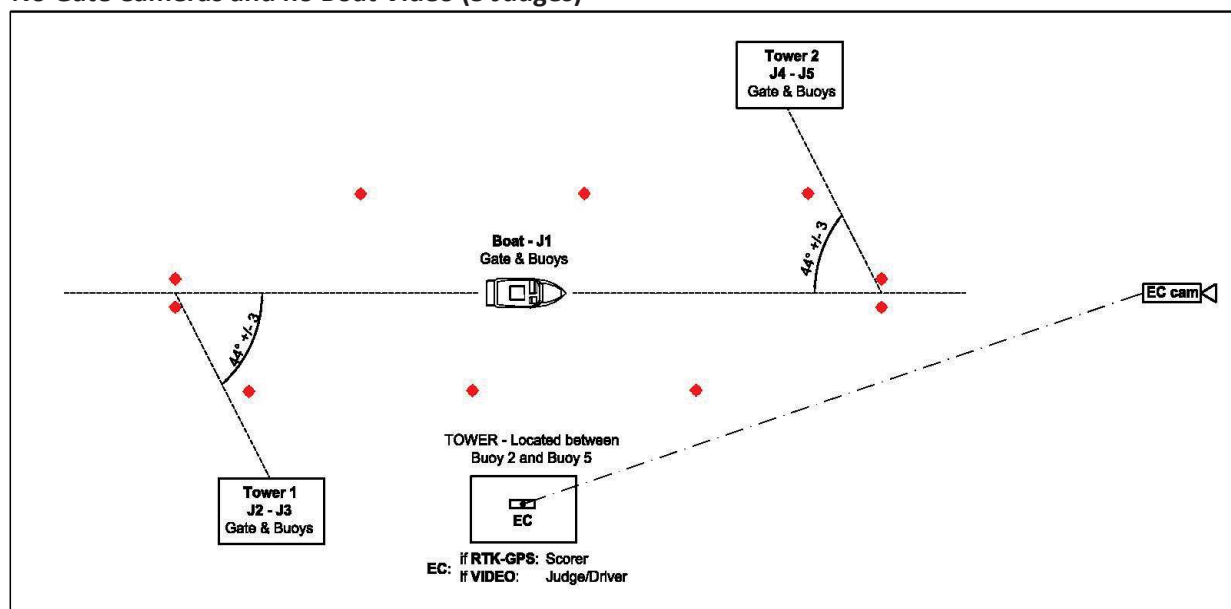 No Gate Cameras and no Boat Video (5 Judges)
Tower 2
J4 - J5
Gate & Buoys
Boat - J1
Gate & Buoys
44° +/- 3
EC cam
44° +/- 3
TOWER - Located between
Buoy 2 and Buoy 5
Tower 1
J2 - J3
Gate & Buoys
EC
EC: if RTK-GPS: Scorer
If VIDEO: Judge/Driver